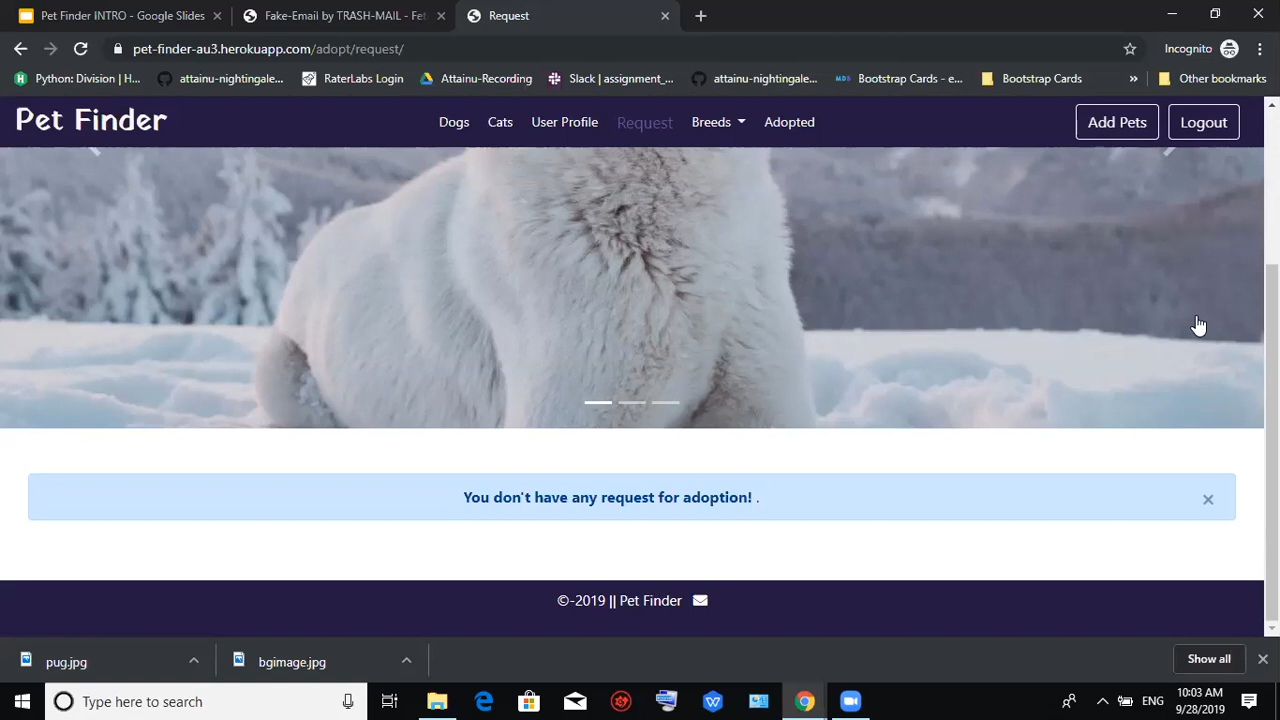 Pet Finder INTRO - Google Slides
Fake-Email by TRASH-MAIL - Fet
Request
pet-finder-au3.herokuapp.com/adopt/request/
Incognito
Python: Division | H...
attainu-nightingale...
RaterLabs Login
Attainu-Recording
Slack | assignment_...
attainu-nightingale...
MDB
Bootstrap Cards - e...
Bootstrap Cards
»
Other bookmarks
Pet Finder
Dogs
Cats
User Profile
Request
Breeds
Adopted
Add Pets
Logout
You don't have any request for adoption! .
×
©-2019 || Pet Finder
pug.jpg
bgimage.jpg
Show all
Type here to search
ENG
10:03 AM
9/28/2019